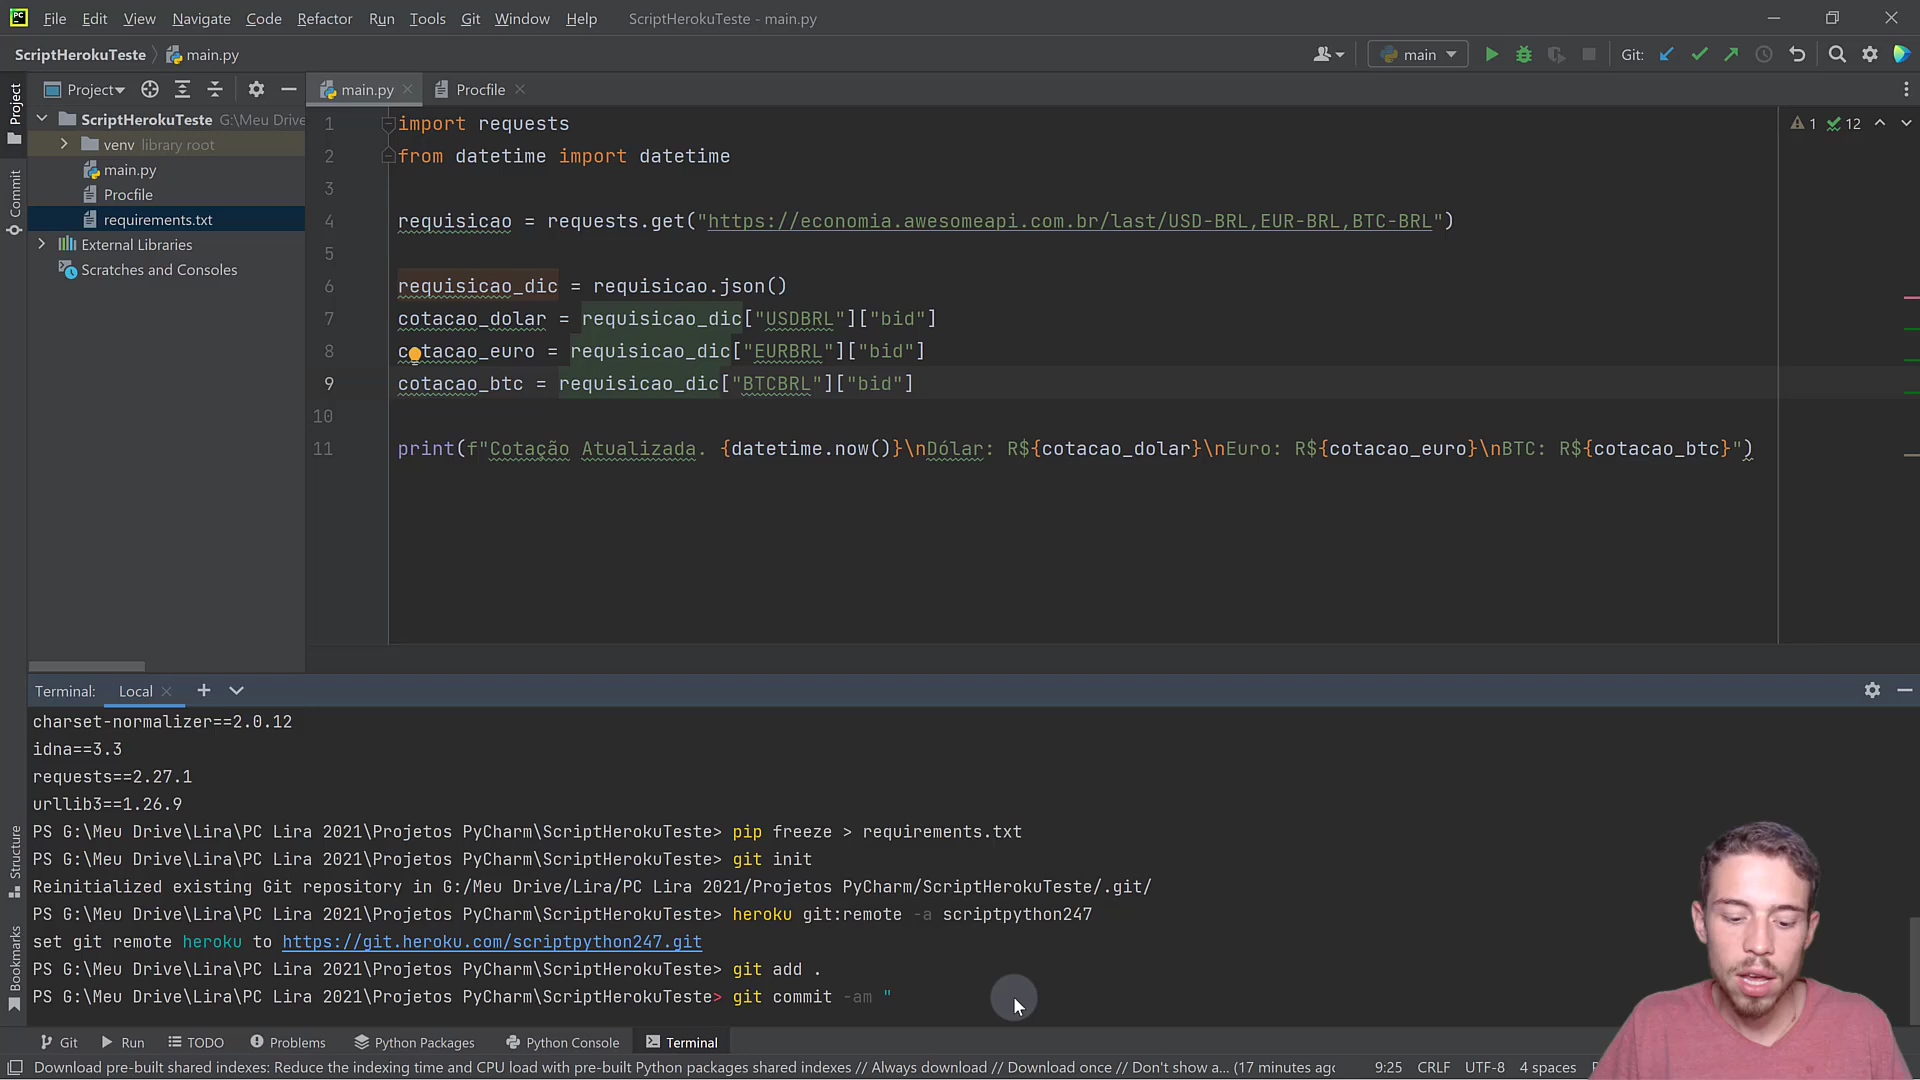 PC File Edit View Navigate Code Refactor Run Tools Git Window Help ScriptHerokuTeste - main.py
ScriptHerokuTeste main.py main Git:
Project main.py Procfile
ScriptHerokuTeste G:\Meu Drive
venv library root
main.py
Procfile
requirements.txt
External Libraries
Scratches and Consoles
Project
Commit
Structure
Bookmarks
1 import requests
2 from datetime import datetime
3
4 requisicao = requests.get("https://economia.awesomeapi.com.br/last/USD-BRL,EUR-BRL,BTC-BRL")
5
6 requisicao_dic = requisicao.json()
7 cotacao_dolar = requisicao_dic["USDBRL"]["bid"]
8 cotacao_euro = requisicao_dic["EURBRL"]["bid"]
9 cotacao_btc = requisicao_dic["BTCBRL"]["bid"]
10
11 print(f"Cotação Atualizada. {datetime.now()}\nDólar: R${cotacao_dolar}\nEuro: R${cotacao_euro}\nBTC: R${cotacao_btc}")
1 12
Terminal: Local
charset-normalizer==2.0.12
idna==3.3
requests==2.27.1
urllib3==1.26.9
PS G:\Meu Drive\Lira\PC Lira 2021\Projetos PyCharm\ScriptHerokuTeste> pip freeze > requirements.txt
PS G:\Meu Drive\Lira\PC Lira 2021\Projetos PyCharm\ScriptHerokuTeste> git init
Reinitialized existing Git repository in G:/Meu Drive/Lira/PC Lira 2021/Projetos PyCharm/ScriptHerokuTeste/.git/
PS G:\Meu Drive\Lira\PC Lira 2021\Projetos PyCharm\ScriptHerokuTeste> heroku git:remote -a scriptpython247
set git remote heroku to https://git.heroku.com/scriptpython247.git
PS G:\Meu Drive\Lira\PC Lira 2021\Projetos PyCharm\ScriptHerokuTeste> git add .
PS G:\Meu Drive\Lira\PC Lira 2021\Projetos PyCharm\ScriptHerokuTeste> git commit -am "
Git Run TODO Problems Python Packages Python Console Terminal
Download pre-built shared indexes: Reduce the indexing time and CPU load with pre-built Python packages shared indexes // Always download // Download once // Don't show a... (17 minutes ago 9:25 CRLF UTF-8 4 spaces